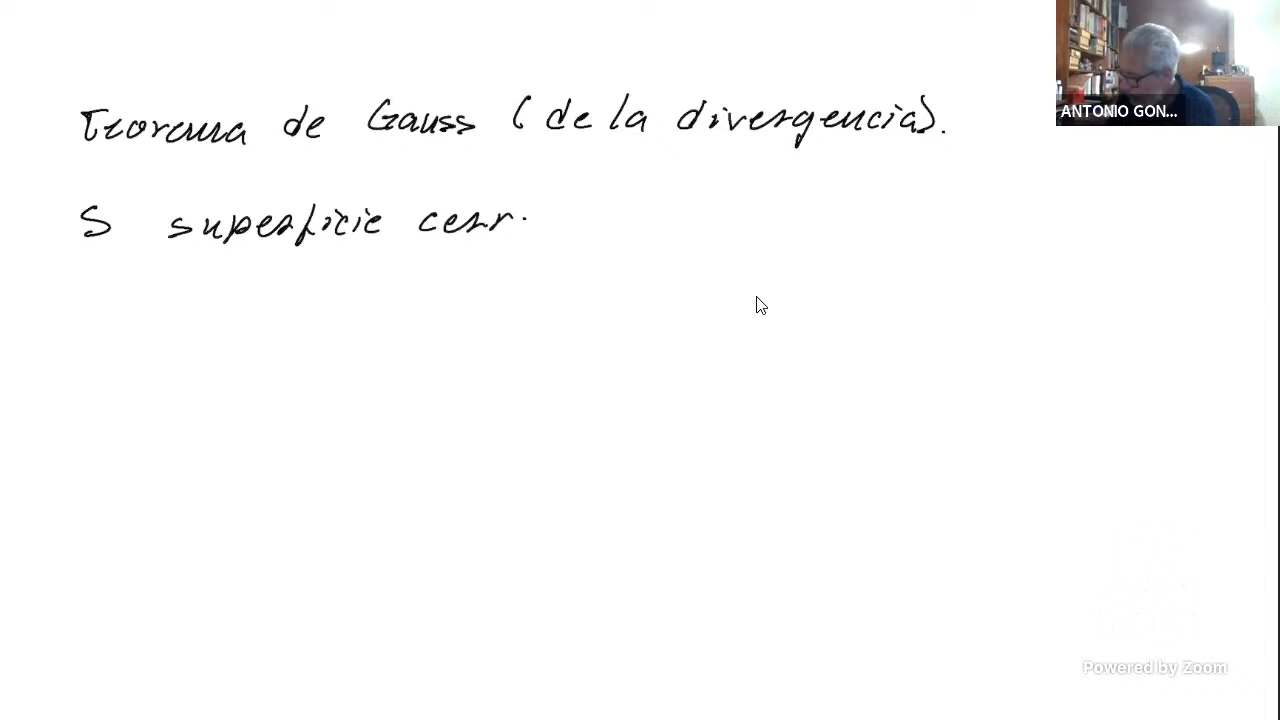 Teorema de Gauss (de la divergencia).
S superficie cerr.
ANTONIO GON...
Powered by Zoom